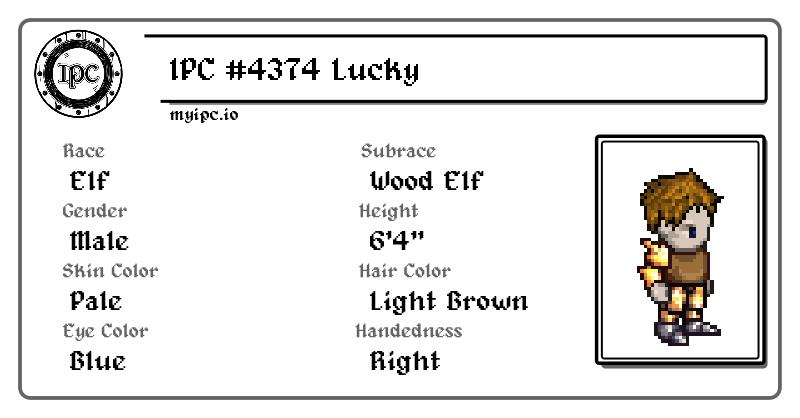 IPC
IPC #4374 Lucky
myipc.io
Race
Elf
Subrace
Wood Elf
Gender
Male
Height
6'4"
Skin Color
Pale
Hair Color
Light Brown
Eye Color
Blue
Handedness
Right